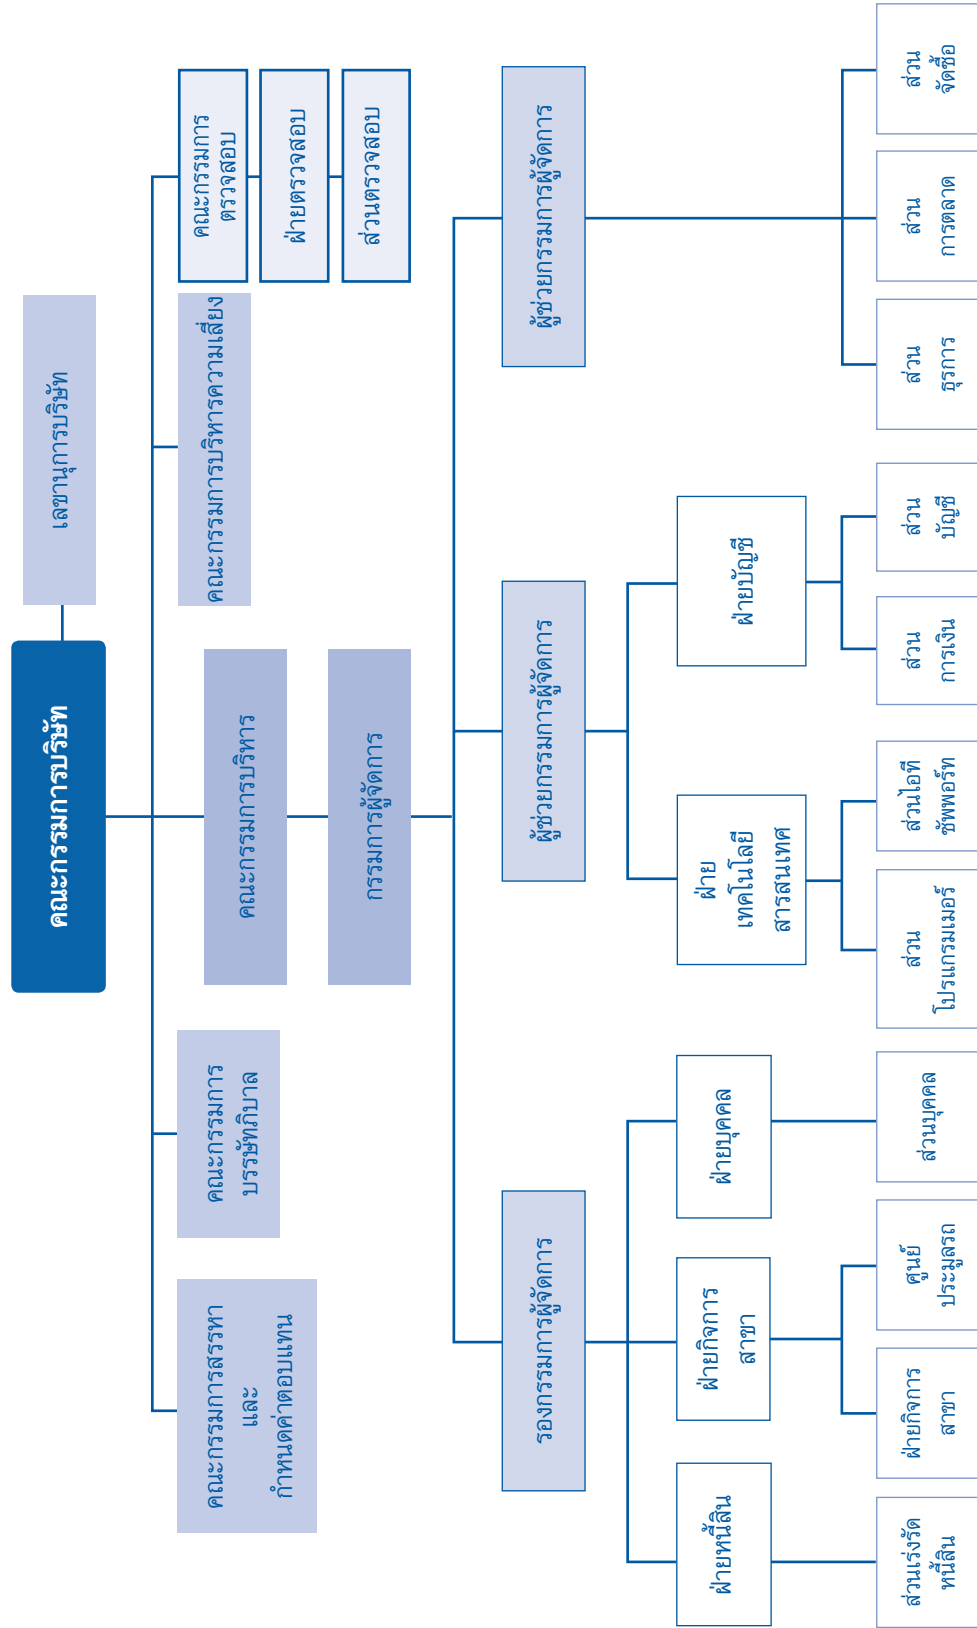 คณะกรรมการบริษัท
เลขานุการบริษัท
คณะกรรมการสรรหา
และ
กำหนดค่าตอบแทน
คณะกรรมการ
บรรษัทภิบาล
คณะกรรมการบริหาร
คณะกรรมการบริหารความเสี่ยง
คณะกรรมการ
ตรวจสอบ
ฝ่ายตรวจสอบ
ส่วนตรวจสอบ
กรรมการผู้จัดการ
รองกรรมการผู้จัดการ
ผู้ช่วยกรรมการผู้จัดการ
ผู้ช่วยกรรมการผู้จัดการ
ฝ่ายหนี้สิน
ฝ่ายกิจการ
สาขา
ฝ่ายบุคคล
ฝ่าย
เทคโนโลยี
สารสนเทศ
ฝ่ายบัญชี
ส่วนเร่งรัด
หนี้สิน
ฝ่ายกิจการ
สาขา
ศูนย์
ประมูลรถ
ส่วนบุคคล
ส่วน
โปรแกรมเมอร์
ส่วนไอที
ซัพพอร์ท
ส่วน
การเงิน
ส่วน
บัญชี
ส่วน
ธุรการ
ส่วน
การตลาด
ส่วน
จัดซื้อ